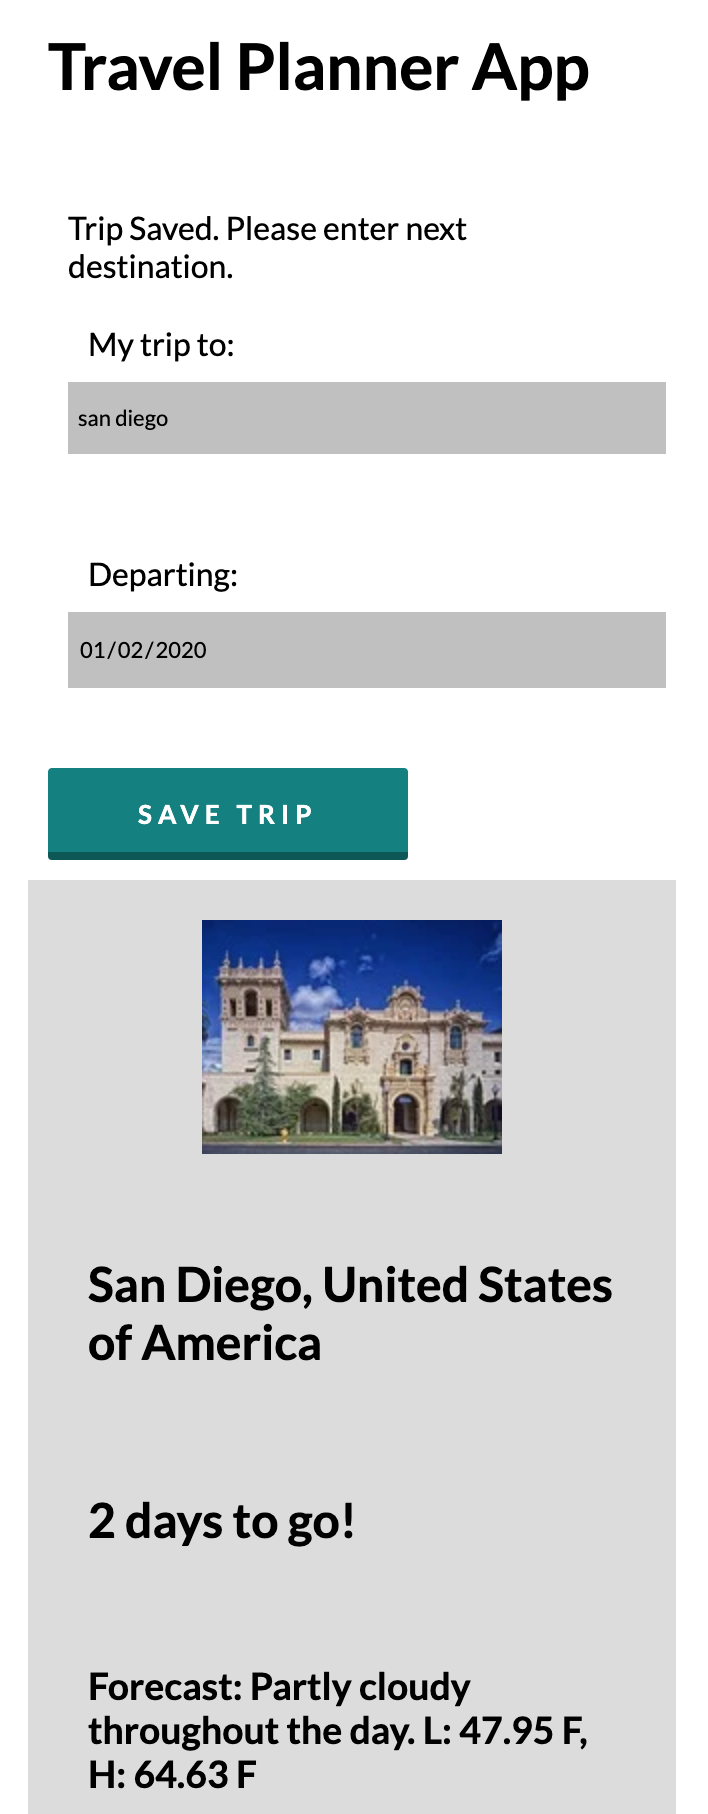 Travel Planner App
Trip Saved. Please enter next
destination.
My trip to:
san diego
Departing:
01/02/2020
SAVE TRIP
San Diego, United States
of America
2 days to go!
Forecast: Partly cloudy
throughout the day. L: 47.95 F,
H: 64.63 F